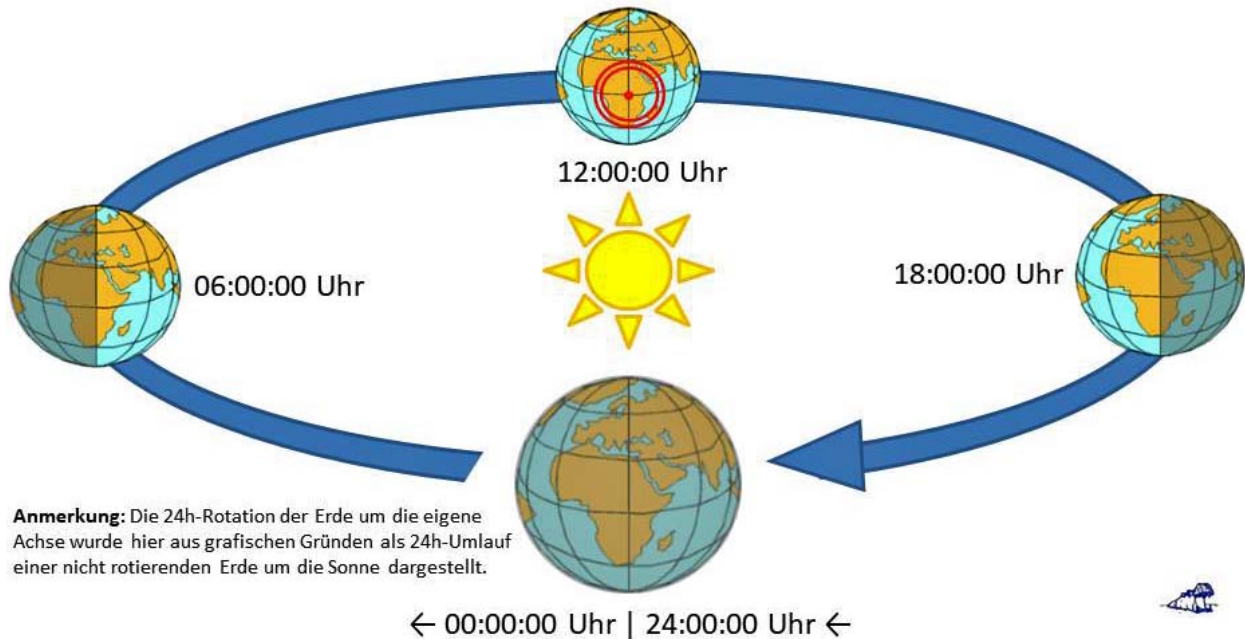 12:00:00 Uhr
06:00:00 Uhr
18:00:00 Uhr
Anmerkung: Die 24h-Rotation der Erde um die eigene
Achse wurde hier aus grafischen Gründen als 24h-Umlauf
einer nicht rotierenden Erde um die Sonne dargestellt.
← 00:00:00 Uhr | 24:00:00 Uhr ←